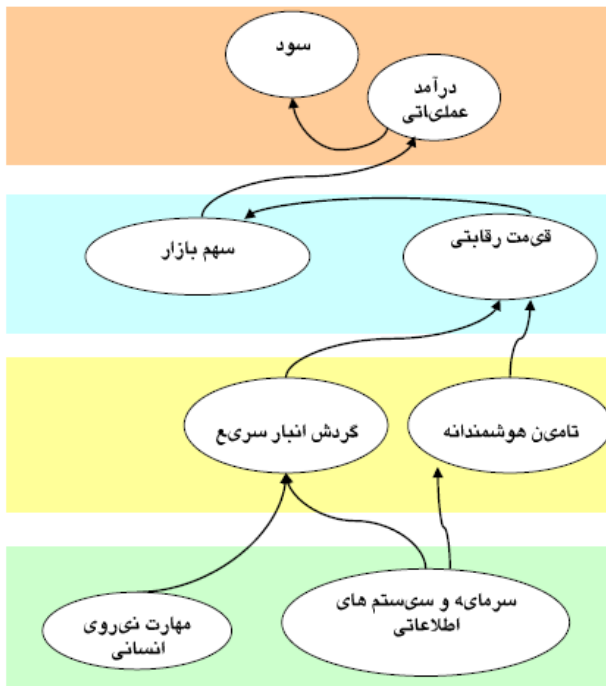 سود
درآمد
عملیاتی
قیمت رقابتی
سهم بازار
تامین هوشمندانه
گردش انبار سریع
سرمایه و سیستم های
اطلاعاتی
مهارت نیروی
انسانی